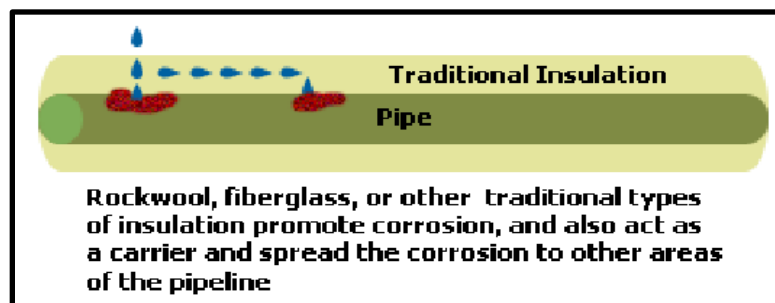 Traditional Insulation
Pipe
Rockwool, fiberglass, or other traditional types
of insulation promote corrosion, and also act as
a carrier and spread the corrosion to other areas
of the pipeline